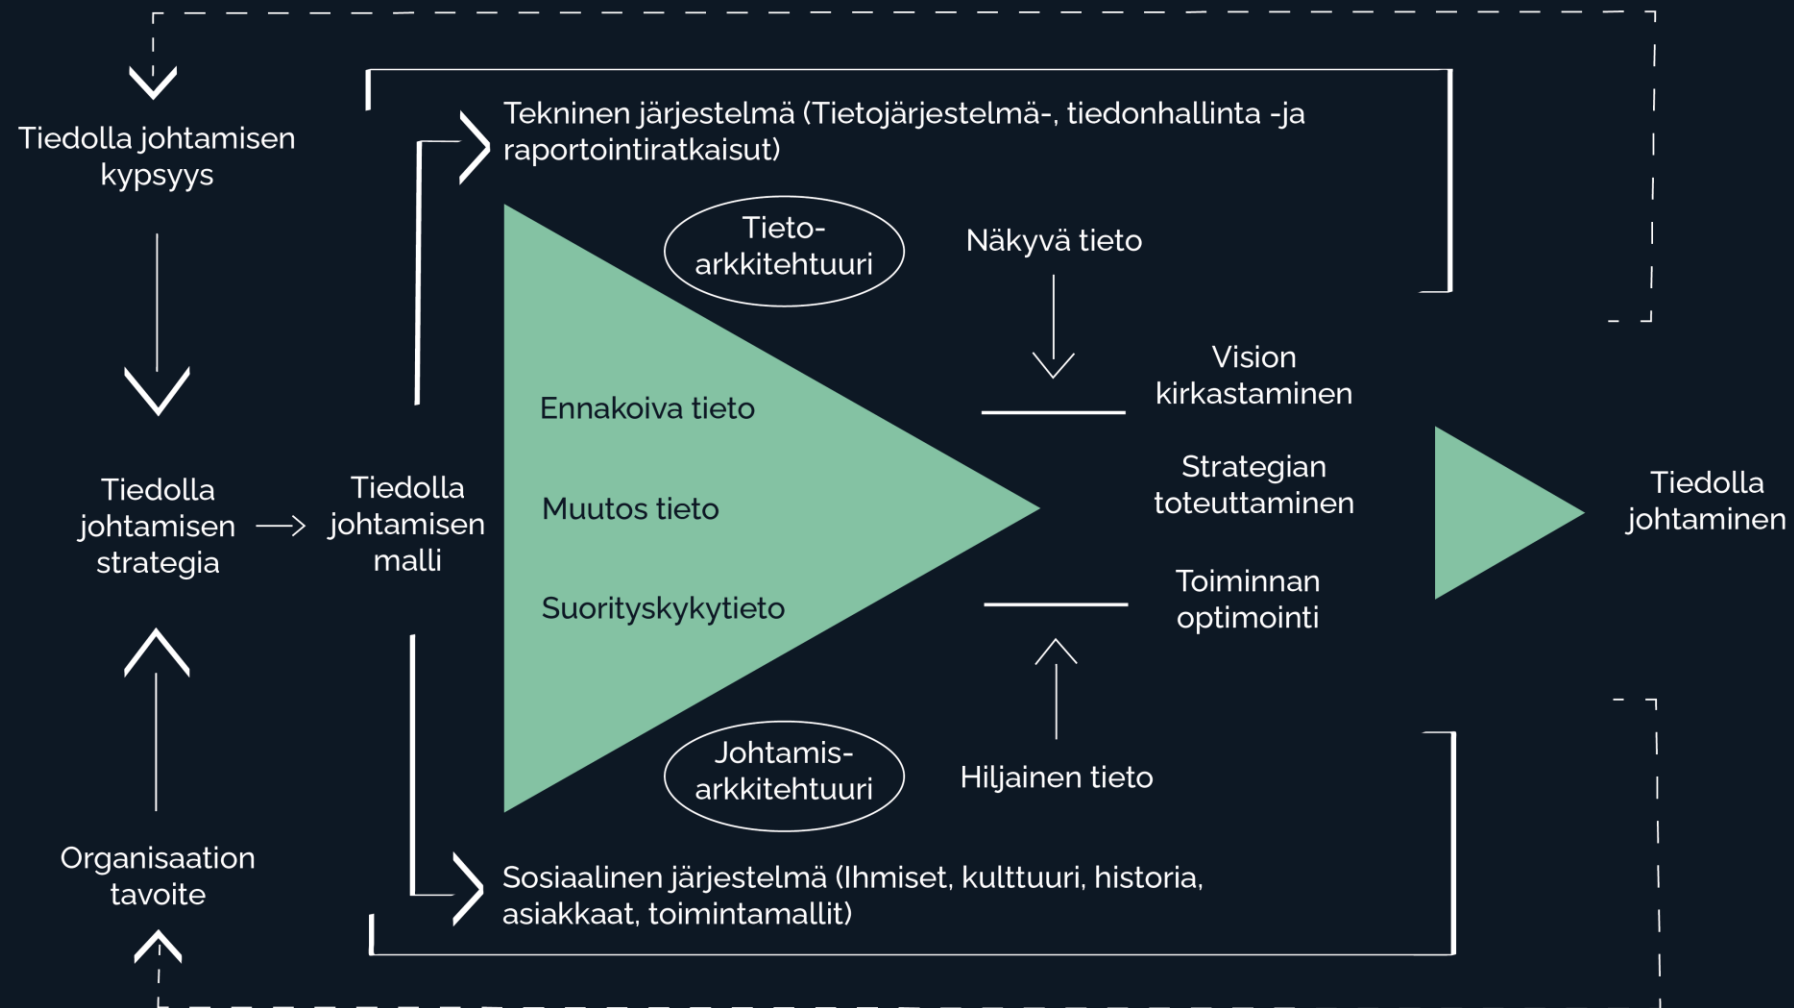 Tiedolla johtamisen
kypsyys
Tiedolla
johtamisen
strategia
Organisaation
tavoite
Tiedolla
johtamisen
malli
Tekninen järjestelmä (Tietojärjestelmä-, tiedonhallinta -ja
raportointiratkaisut)
Tieto-
arkkitehtuuri
Näkyvä tieto
Ennakoiva tieto
Muutos tieto
Suorityskykytieto
Vision
kirkastaminen
Strategian
toteuttaminen
Toiminnan
optimointi
Johtamis-
arkkitehtuuri
Hiljainen tieto
Sosiaalinen järjestelmä (Ihmiset, kulttuuri, historia,
asiakkaat, toimintamallit)
Tiedolla
johtaminen